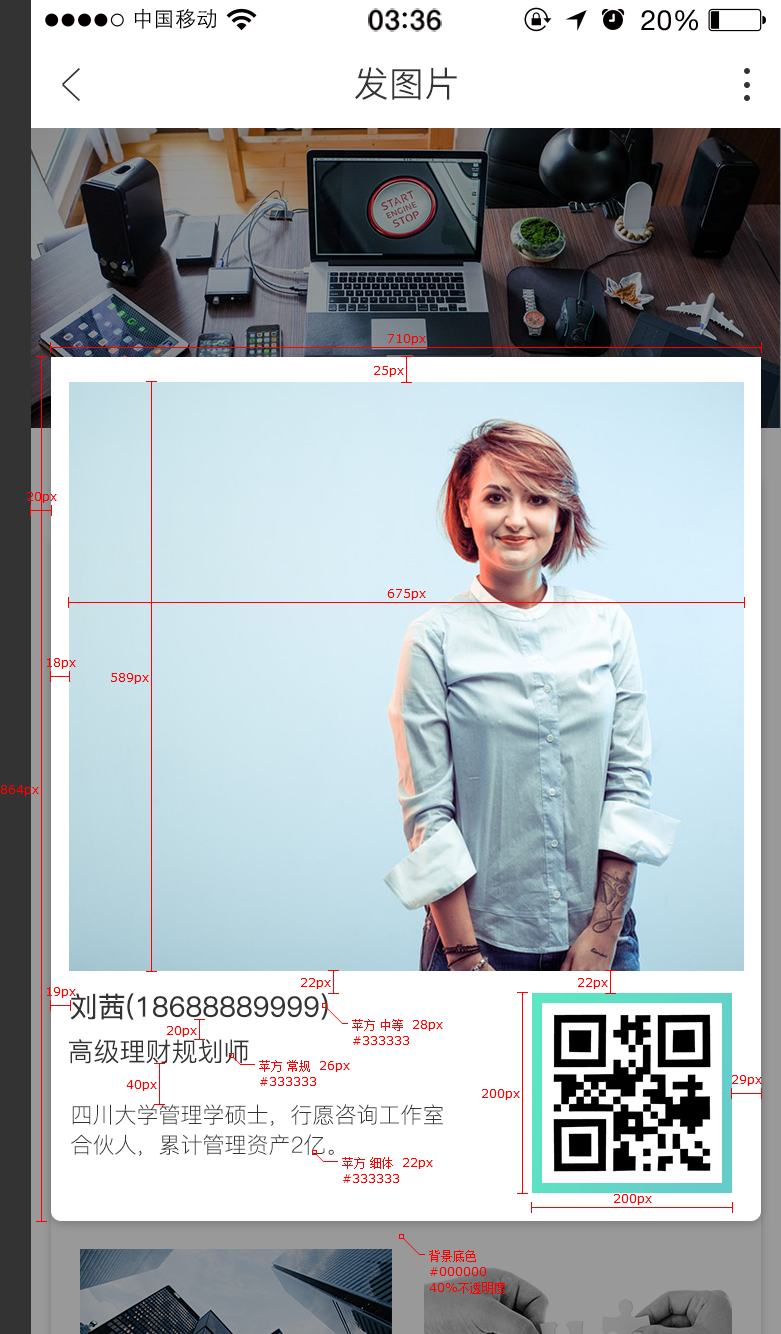 中国移动
03:36
20%
发图片
START
ENGINE
STOP
710px
25px
20px
675px
18px
589px
864px
22px
22px
19px
刘茜(18688889999)
苹方 中等 28px
#333333
20px
高级理财规划师
苹方 常规 26px
#333333
40px
200px
29px
四川大学管理学硕士，行愿咨询工作室
合伙人，累计管理资产2亿。
苹方 细体 22px
#333333
200px
背景底色
#000000
40%不透明度